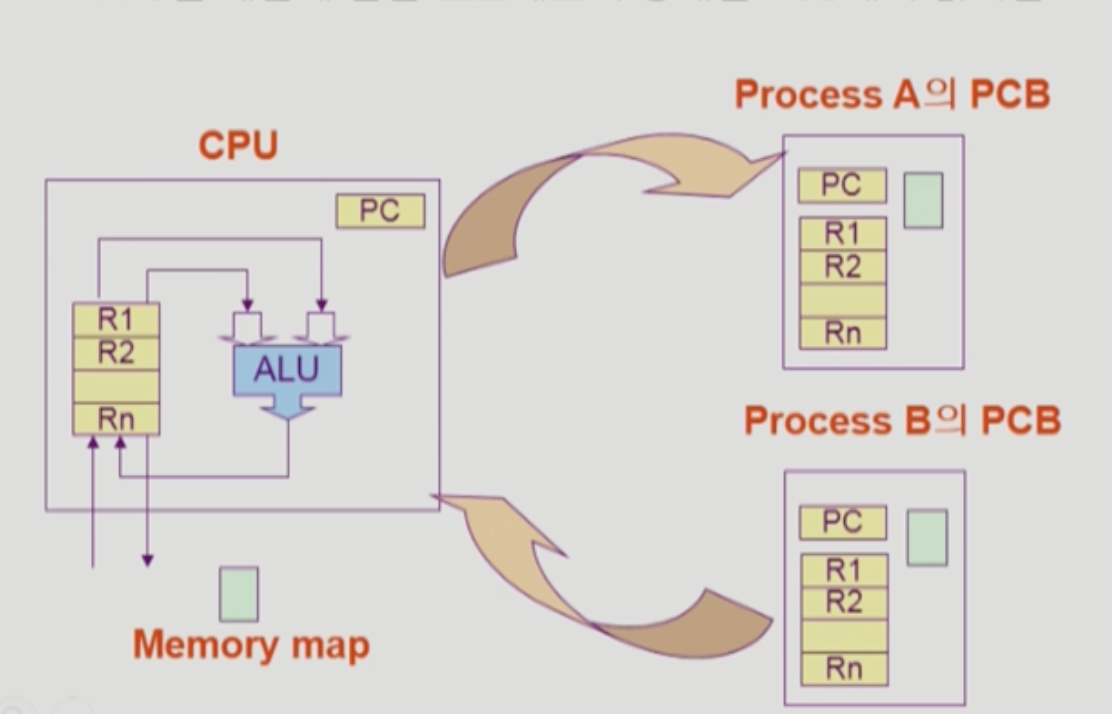 Process A의 PCB
CPU
PC
R1
R2
Rn
ALU
Memory map
PC
R1
R2
Rn
Process B의 PCB
PC
R1
R2
Rn